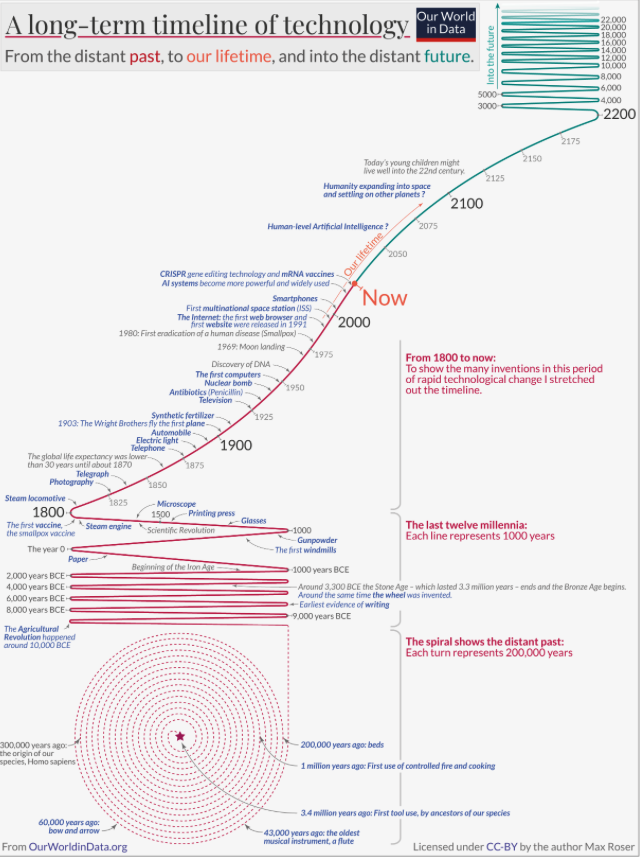 A long-term timeline of technology
Our World
in Data
From the distant past, to our lifetime, and into the distant future.
Into the future
22,000
20,000
18,000
16,000
14,000
12,000
10,000
8,000
6,000
5000
4,000
3000
2200
2175
2150
2125
Today's young children might
live well into the 22nd century.
Humanity expanding into space
and settling on other planets ?
2100
2075
Human-level Artificial Intelligence ?
2050
Our lifetime
CRISPR gene editing technology and mRNA vaccines
AI systems become more powerful and widely used
Now
Smartphones
First multinational space station (ISS)
The Internet: the first web browser and
first website were released in 1991
2000
1980: First eradication of a human disease (Smallpox)
1969: Moon landing
1975
From 1800 to now:
To show the many inventions in this period
of rapid technological change I stretched
out the timeline.
Discovery of DNA
The first computers
Nuclear bomb
1950
Antibiotics (Penicillin)
Television
Synthetic fertilizer
1925
1903: The Wright Brothers fly the first plane
Automobile
Electric light
1900
Telephone
The global life expectancy was lower
than 30 years until about 1870
1875
Telegraph
Photography
1850
Steam locomotive
1825
1800
Microscope
1500
Printing press
Glasses
The first vaccine,
the smallpox vaccine
Steam engine
Scientific Revolution
1000
The last twelve millennia:
Each line represents 1000 years
Gunpowder
The first windmills
The year 0
Paper
Beginning of the Iron Age
1000 years BCE
2,000 years BCE
4,000 years BCE
Around 3,300 BCE the Stone Age – which lasted 3.3 million years – ends and the Bronze Age begins.
Around the same time the wheel was invented.
6,000 years BCE
Earliest evidence of writing
8,000 years BCE
9,000 years BCE
The Agricultural
Revolution happened
around 10,000 BCE
The spiral shows the distant past:
Each turn represents 200,000 years
300,000 years ago:
the origin of our
species, Homo sapiens
200,000 years ago: beds
1 million years ago: First use of controlled fire and cooking
3.4 million years ago: First tool use, by ancestors of our species
60,000 years ago:
bow and arrow
43,000 years ago: the oldest
musical instrument, a flute
From OurWorldinData.org
Licensed under CC-BY by the author Max Roser